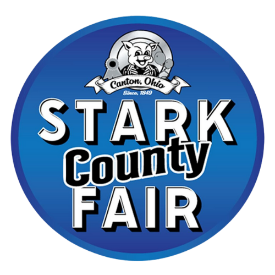 Canton, Ohio
Since, 1849
STARK
County
FAIR